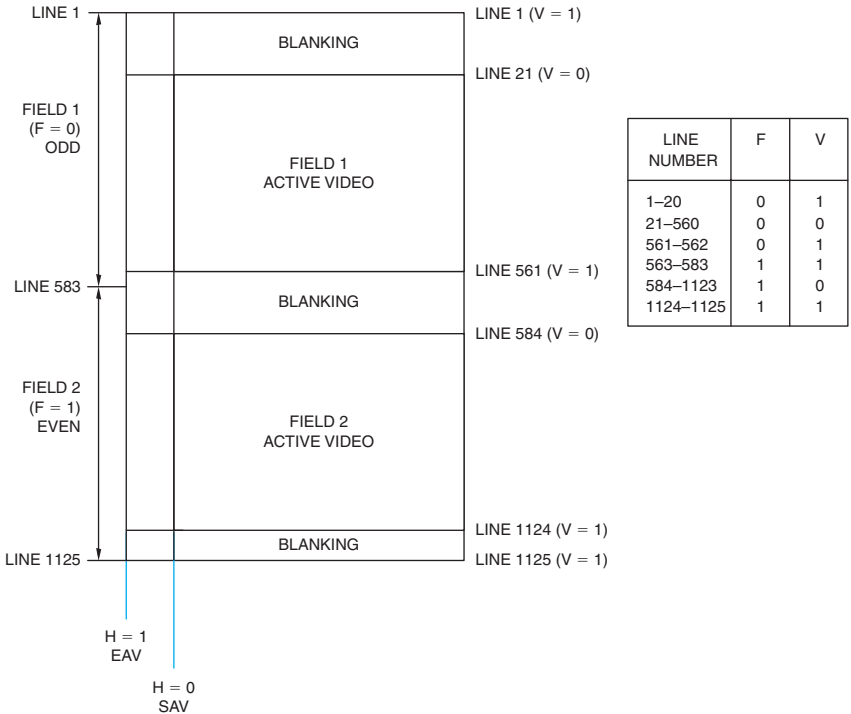 LINE 1
LINE 1 (V = 1)
BLANKING
LINE 21 (V = 0)
FIELD 1
(F = 0)
ODD
FIELD 1
ACTIVE VIDEO
LINE 583
LINE 561 (V = 1)
BLANKING
LINE 584 (V = 0)
FIELD 2
(F = 1)
EVEN
FIELD 2
ACTIVE VIDEO
LINE 1124 (V = 1)
BLANKING
LINE 1125
LINE 1125 (V = 1)
H = 1
EAV
H = 0
SAV
LINE NUMBER F V
1–20 0 1
21–560 0 0
561–562 0 1
563–583 1 1
584–1123 1 0
1124–1125 1 1